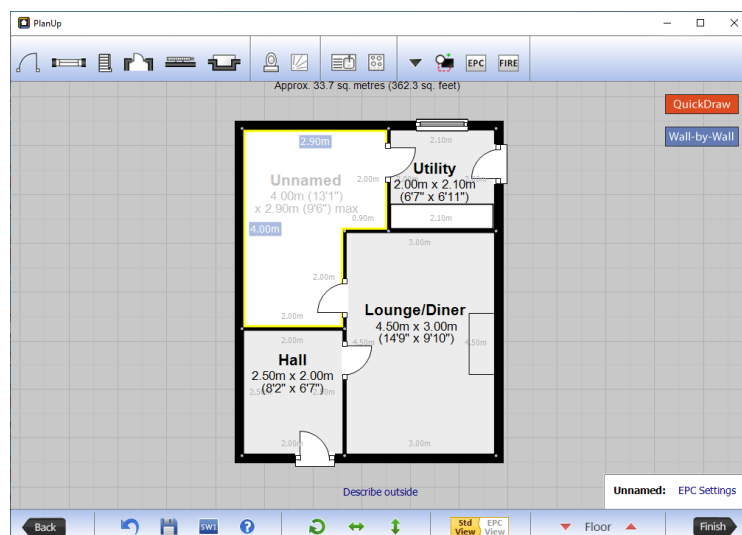 PlanUp
EPC
FIRE
Approx. 33.7 sq. metres (362.3 sq. feet)
QuickDraw
Wall-by-Wall
2.90m
2.10m
Unnamed
4.00m (13'1")
x 2.90m (9'6") max
2.00m
0.90m
4.00m
2.00m
2.00m
Utility
2.00m x 2.10m
(6'7" x 6'11")
2.10m
3.00m
Lounge/Diner
4.50m x 3.00m
(14'9" x 9'10")
4.50m
4.50m
3.00m
2.00m
Hall
2.50m x 2.00m
(8'2" x 6'7")
2.00m
Describe outside
Unnamed: EPC Settings
Back
SW1
?
Std View
EPC View
Floor
Finish